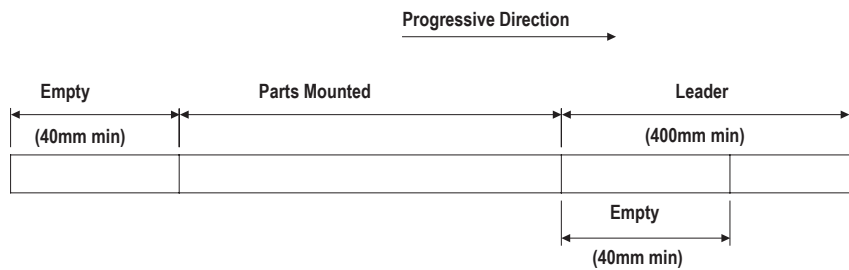 Progressive Direction
Empty
Parts Mounted
Leader
(40mm min)
(400mm min)
Empty
(40mm min)